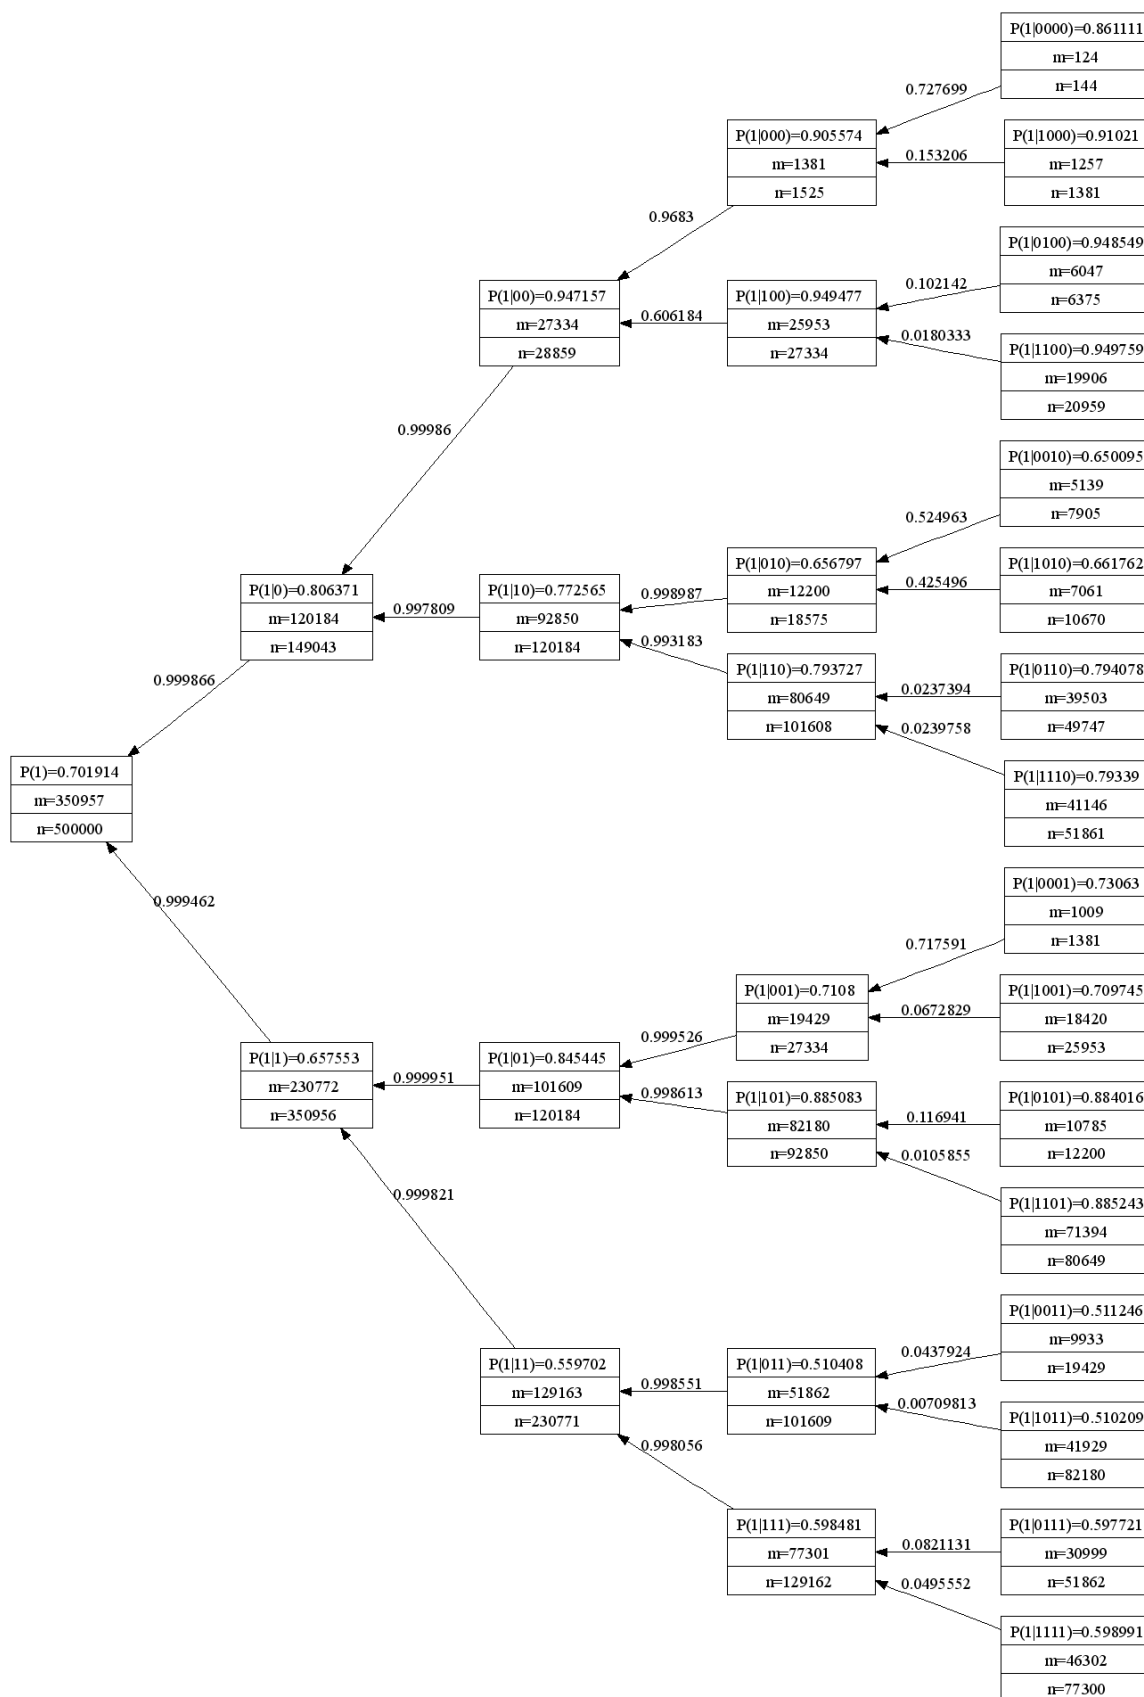 P(1|0000)=0.861111
m=124
n=144
0.727699
P(1|000)=0.905574
m=1381
n=1525
0.153206
P(1|1000)=0.91021
m=1257
n=1381
0.9683
P(1|0100)=0.948549
m=6047
n=6375
0.102142
P(1|00)=0.947157
m=27334
n=28859
0.606184
P(1|100)=0.949477
m=25953
n=27334
0.0180333
P(1|1100)=0.949759
m=19906
n=20959
0.99986
P(1|0010)=0.650095
m=5139
n=7905
0.524963
P(1|0)=0.806371
m=120184
n=149043
0.997809
P(1|10)=0.772565
m=92850
n=120184
0.998987
P(1|010)=0.656797
m=12200
n=18575
0.425496
P(1|1010)=0.661762
m=7061
n=10670
0.993183
P(1|110)=0.793727
m=80649
n=101608
0.0237394
P(1|0110)=0.794078
m=39503
n=49747
0.0239758
P(1|1110)=0.79339
m=41146
n=51861
0.999866
P(1)=0.701914
m=350957
n=500000
0.999462
P(1|0001)=0.73063
m=1009
n=1381
0.717591
P(1|001)=0.7108
m=19429
n=27334
0.0672829
P(1|1001)=0.709745
m=18420
n=25953
0.999526
P(1|1)=0.657553
m=230772
n=350956
0.999951
P(1|01)=0.845445
m=101609
n=120184
0.998613
P(1|101)=0.885083
m=82180
n=92850
0.116941
P(1|0101)=0.884016
m=10785
n=12200
0.0105855
P(1|1101)=0.885243
m=71394
n=80649
0.999821
P(1|0011)=0.511246
m=9933
n=19429
0.0437924
P(1|11)=0.559702
m=129163
n=230771
0.998551
P(1|011)=0.510408
m=51862
n=101609
0.00709813
P(1|1011)=0.510209
m=41929
n=82180
0.998056
P(1|111)=0.598481
m=77301
n=129162
0.0821131
P(1|0111)=0.597721
m=30999
n=51862
0.0495552
P(1|1111)=0.598991
m=46302
n=77300